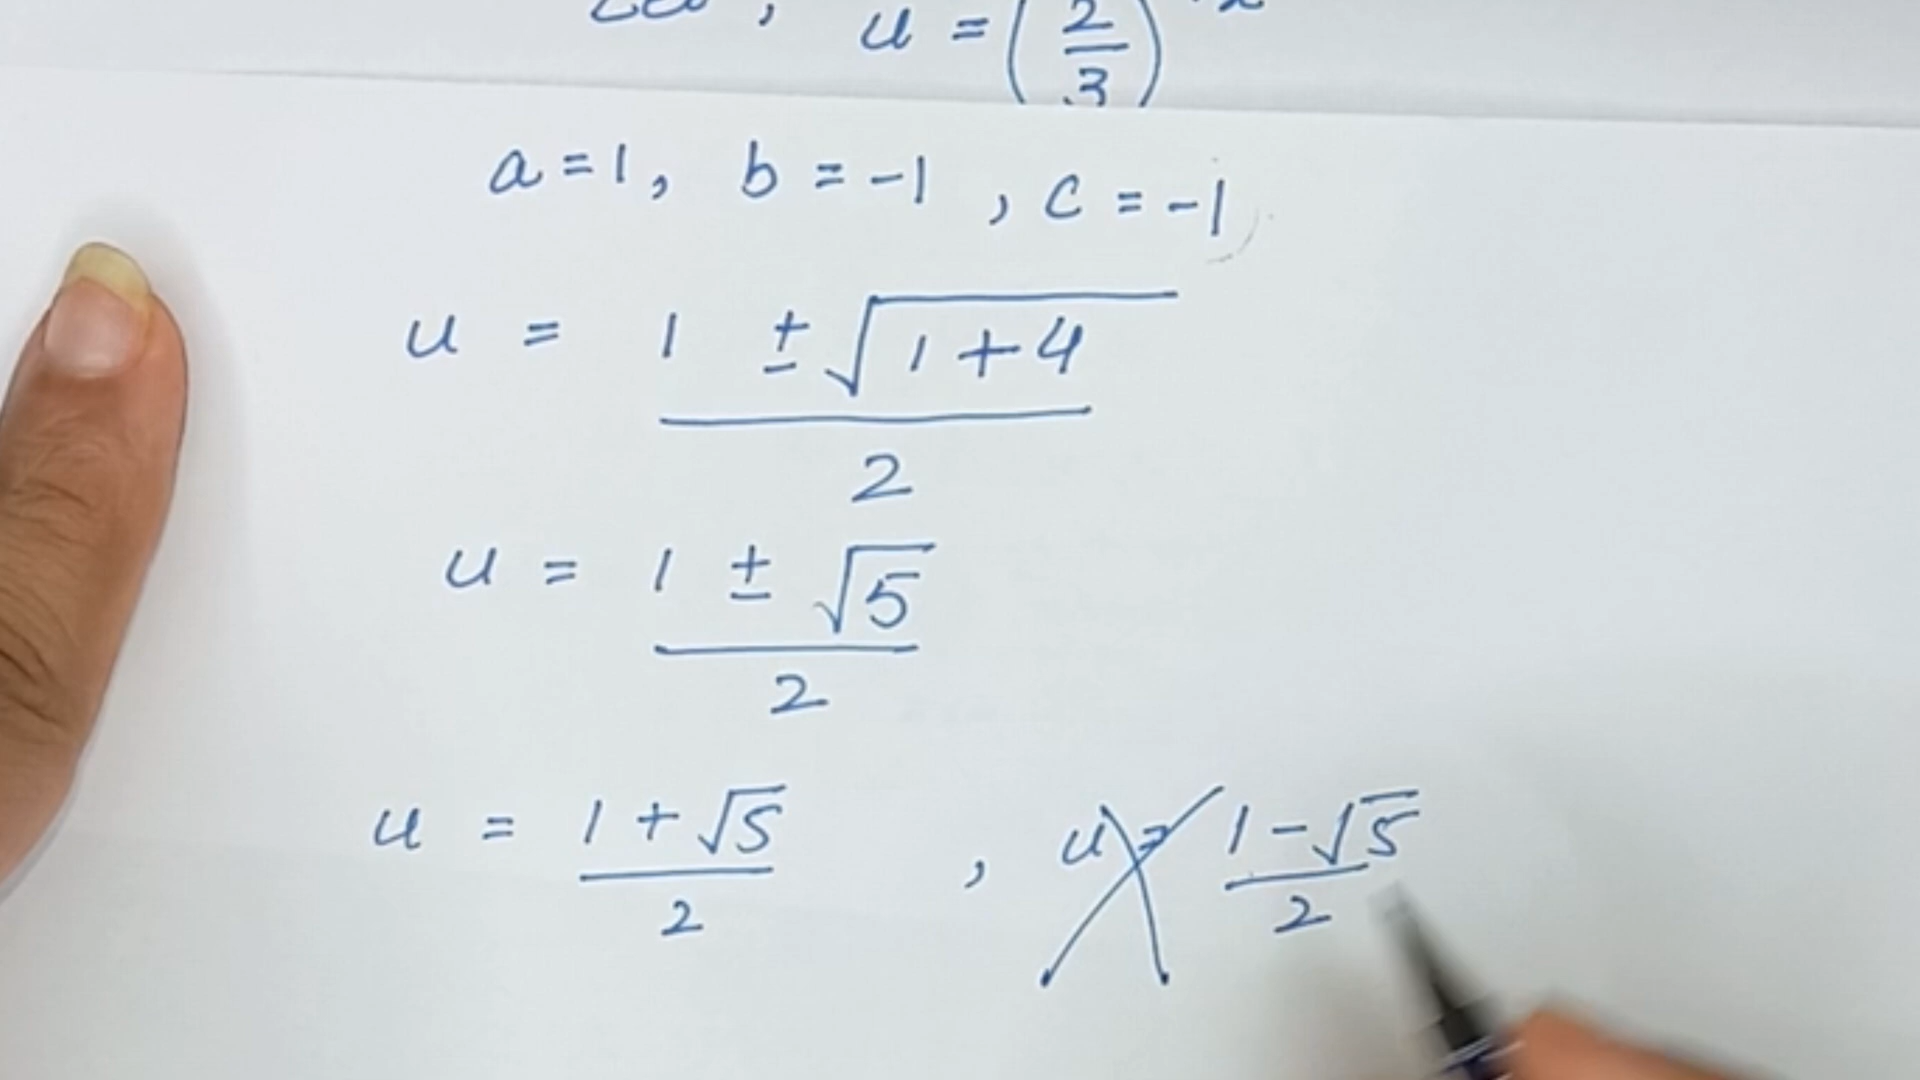 , u = (2/3)
a = 1, b = -1, c = -1
u = 1 ± √1+4 / 2
u = 1 ± √5 / 2
u = 1 + √5 / 2 , u = 1 - √5 / 2